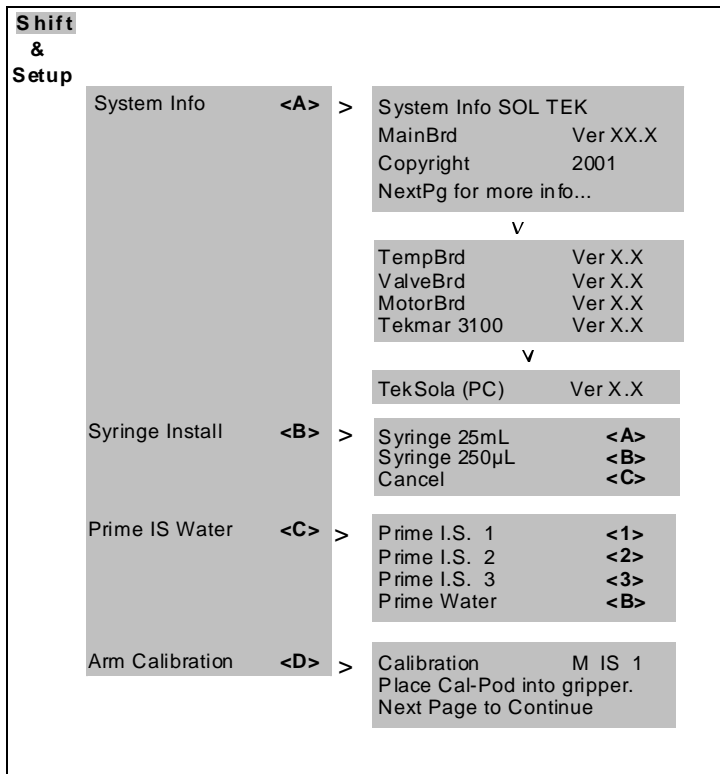 Shift
&
Setup
System Info <A> > System Info SOL TEK
MainBrd Ver XX.X
Copyright 2001
NextPg for more info...
v
TempBrd Ver X.X
ValveBrd Ver X.X
MotorBrd Ver X.X
Tekmar 3100 Ver X.X
v
TekSola (PC) Ver X.X
Syringe Install <B> > Syringe 25mL <A>
Syringe 250µL <B>
Cancel <C>
Prime IS Water <C> > Prime I.S. 1 <1>
Prime I.S. 2 <2>
Prime I.S. 3 <3>
Prime Water <B>
Arm Calibration <D> > Calibration M IS 1
Place Cal-Pod into gripper.
Next Page to Continue